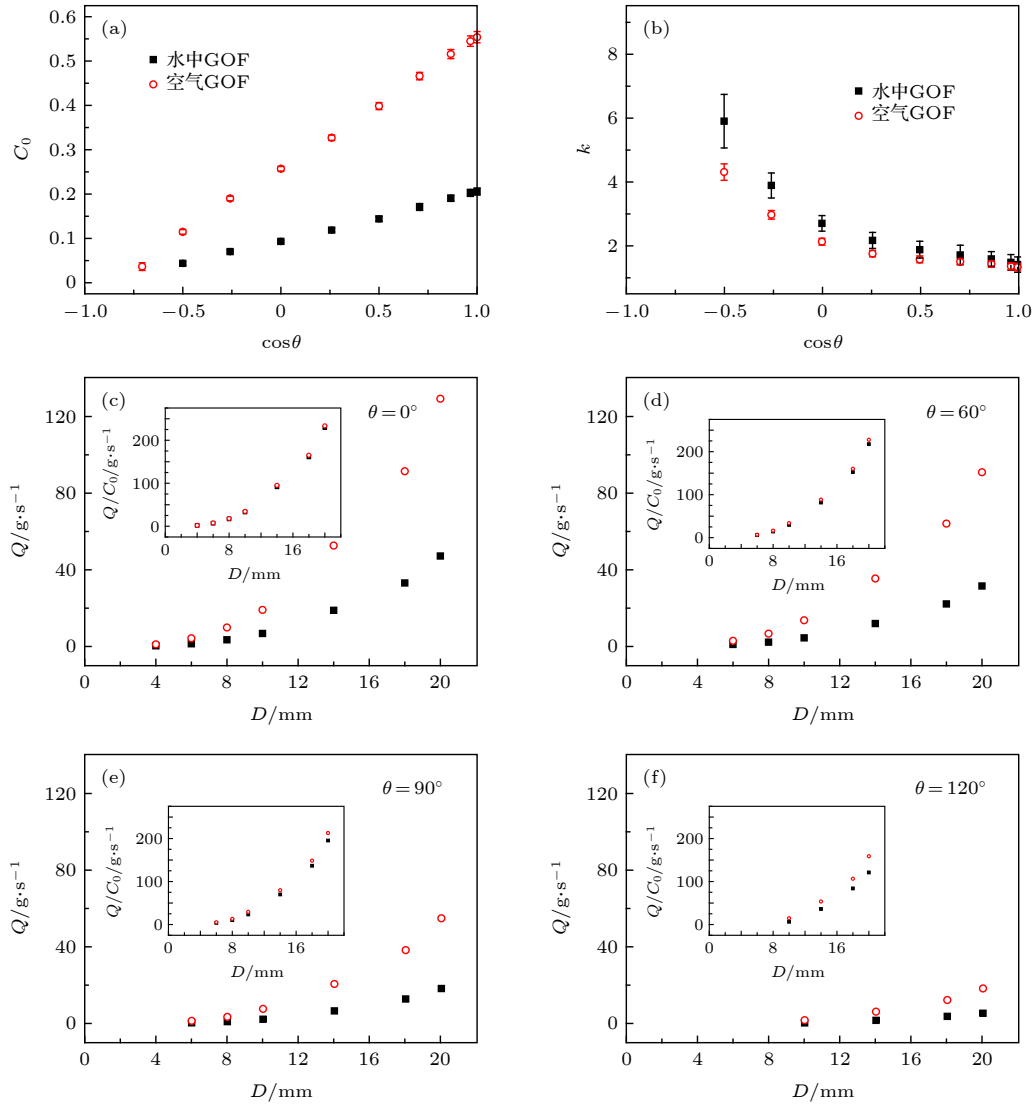 (a)
0.6
0.5
0.4
0.3
0.2
0.1
0
C0
水中GOF
空气GOF
−1.0 −0.5 0 0.5 1.0
cosθ
(b)
8
6
4
2
k
水中GOF
空气GOF
−1.0 −0.5 0 0.5 1.0
cosθ
(c)
θ=0°
120
80
40
0
Q/g·s−1
0 4 8 12 16 20
D/mm
200
100
0
Q/C0/g·s−1
0 8 16
D/mm
(d)
θ=60°
120
80
40
0
Q/g·s−1
0 4 8 12 16 20
D/mm
200
100
0
Q/C0/g·s−1
0 8 16
D/mm
(e)
θ=90°
120
80
40
0
Q/g·s−1
0 4 8 12 16 20
D/mm
200
100
0
Q/C0/g·s−1
0 8 16
D/mm
(f)
θ=120°
120
80
40
0
Q/g·s−1
0 4 8 12 16 20
D/mm
200
100
0
Q/C0/g·s−1
0 8 16
D/mm